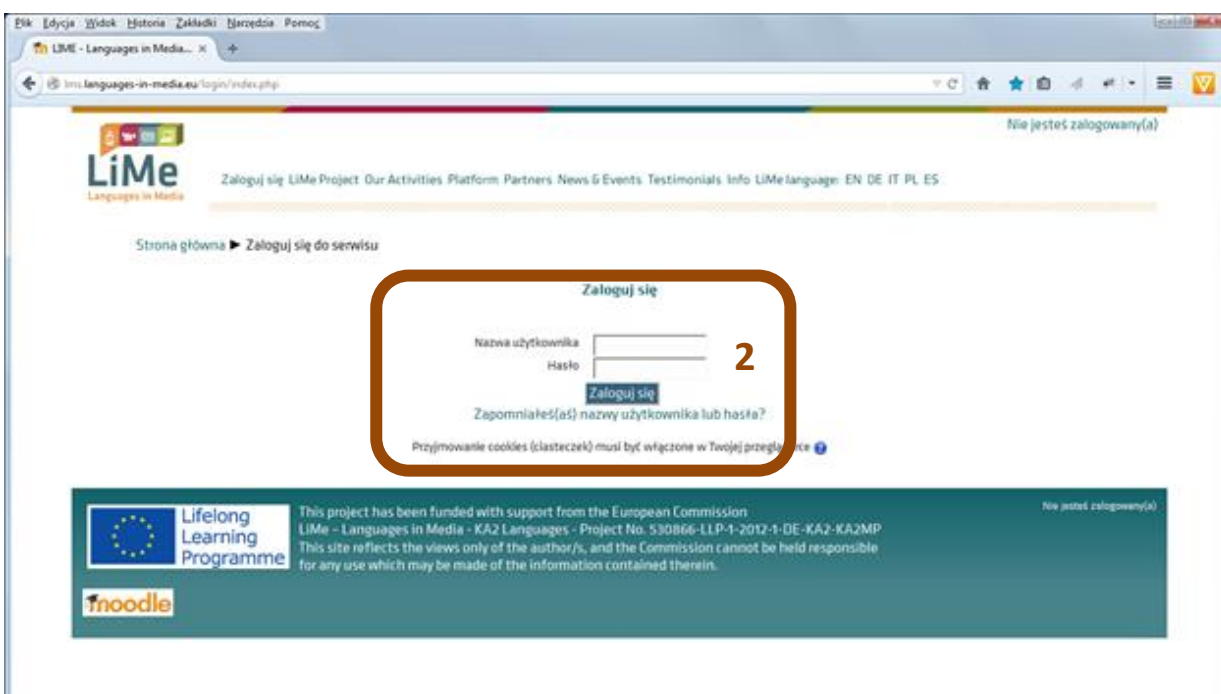 Plik Edycja Widok Historia Zakładki Narzędzia Pomoc
LIME - Languages in Media... × +
lms.languages-in-media.eu/login/index.php
Nie jesteś zalogowany(a)
LiMe
Languages in Media
Zaloguj się LiMe Project Our Activities Platform Partners News & Events Testimonials Info LiMe language: EN DE IT PL ES
Strona główna ► Zaloguj się do serwisu
Zaloguj się
Nazwa użytkownika
2
Hasło
Zaloguj się
Zapomniałeś(aś) nazwy użytkownika lub hasła?
Przyjmowanie cookies (ciasteczek) musi być włączone w Twojej
Lifelong
Learning
Programme
This project has been funded with support from the European Commission
LiMe - Languages in Media - KA2 Languages - Project No. 530866-LLP-1-2012-1-DE-KA2-KA2MP
This site reflects the views only of the author/s, and the Commission cannot be held responsible
for any use which may be made of the information contained therein.
Nie jesteś zalogowany(a)
moodle